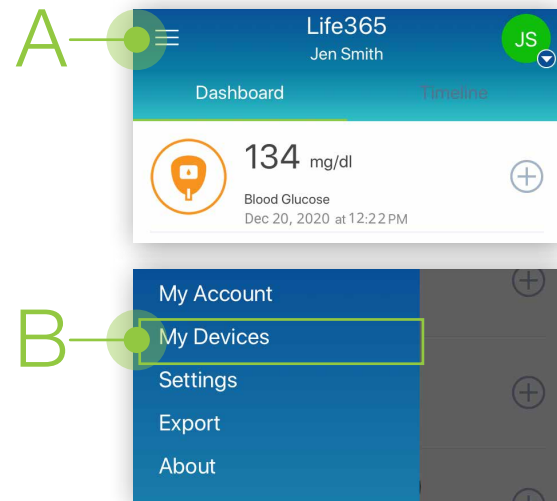 A
Life365
Jen Smith
JS
Dashboard
Timeline
134 mg/dl
Blood Glucose
Dec 20, 2020 at 12:22 PM
My Account
B
My Devices
Settings
Export
About